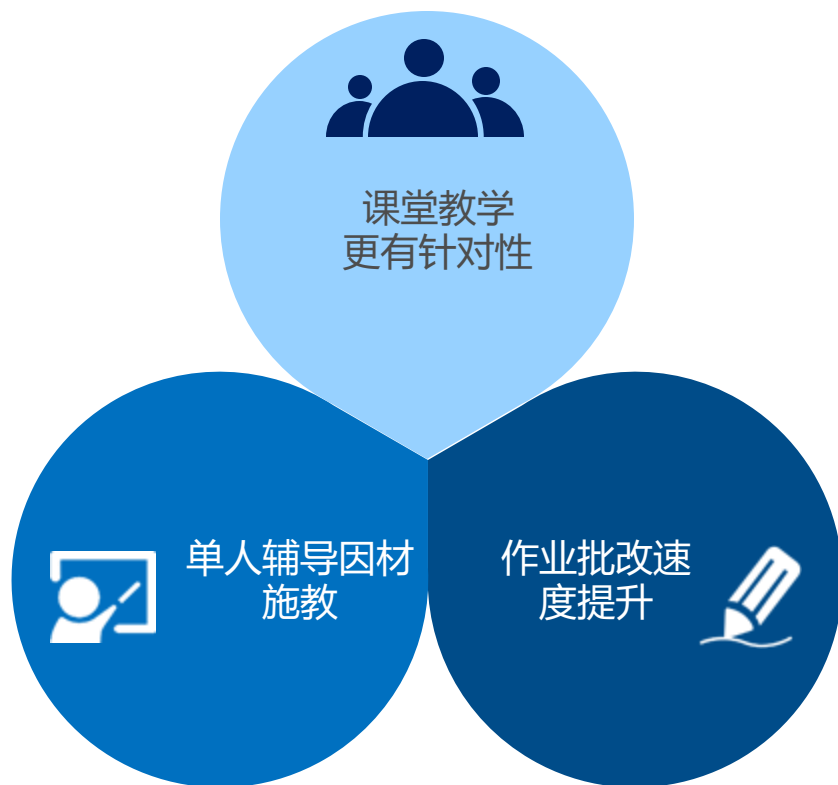 课堂教学
更有针对性
单人辅导因材
施教
作业批改速
度提升